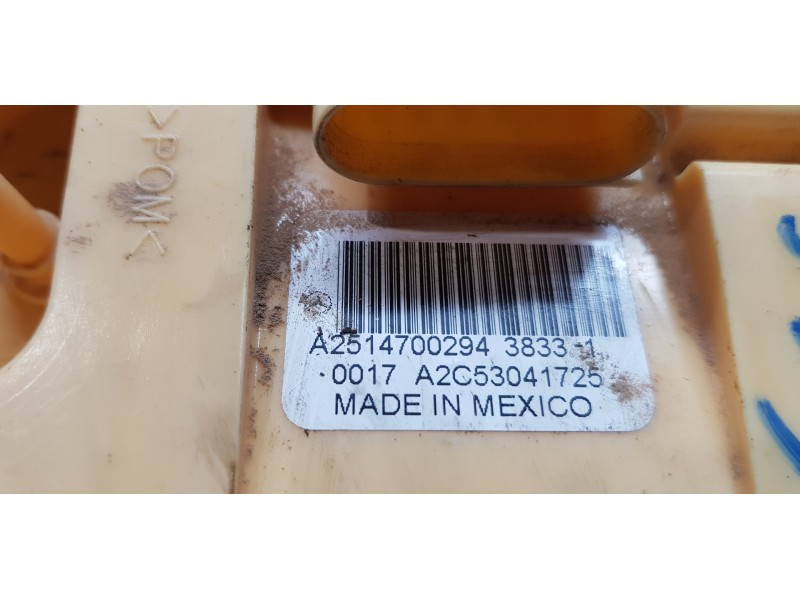 >POM<
A2514700294 3833 1
0017 A2C53041725
MADE IN MEXICO